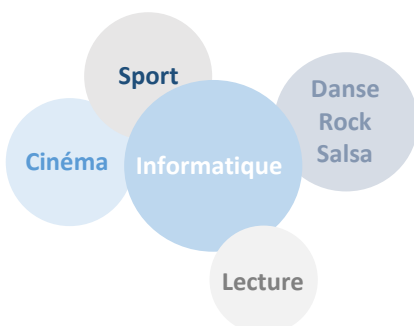 Sport
Danse
Rock
Salsa
Cinéma
Informatique
Lecture